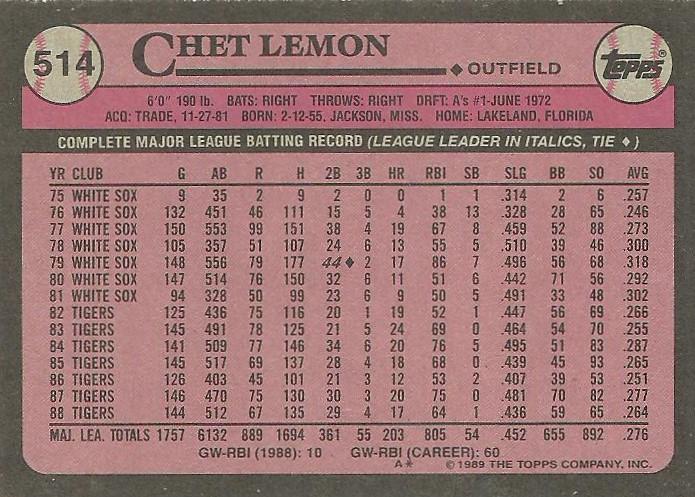 514
CHET LEMON
OUTFIELD
TOPPS®
6'0" 190 lb. BATS: RIGHT THROWS: RIGHT DRFT: A's #1-JUNE 1972
ACQ: TRADE, 11-27-81 BORN: 2-12-55, JACKSON, MISS. HOME: LAKELAND, FLORIDA
COMPLETE MAJOR LEAGUE BATTING RECORD (LEAGUE LEADER IN ITALICS, TIE ♦)
YR CLUB G AB R H 2B 3B HR RBI SB SLG BB SO AVG
75 WHITE SOX 9 35 2 9 2 0 0 1 1 .314 2 6 .257
76 WHITE SOX 132 451 46 111 15 5 4 38 13 .328 28 65 .246
77 WHITE SOX 150 553 99 151 38 4 19 67 8 .459 52 88 .273
78 WHITE SOX 105 357 51 107 24 6 13 55 5 .510 39 46 .300
79 WHITE SOX 148 556 79 177 44♦ 2 17 86 7 .496 56 68 .318
80 WHITE SOX 147 514 76 150 32 6 11 51 6 .442 71 56 .292
81 WHITE SOX 94 328 50 99 23 6 9 50 5 .491 33 48 .302
82 TIGERS 125 436 75 116 20 1 19 52 1 .447 56 69 .266
83 TIGERS 145 491 78 125 21 5 24 69 0 .464 54 70 .255
84 TIGERS 141 509 77 146 34 6 20 76 5 .495 51 83 .287
85 TIGERS 145 517 69 137 28 4 18 68 0 .439 45 93 .265
86 TIGERS 126 403 45 101 21 3 12 53 2 .407 39 53 .251
87 TIGERS 146 470 75 130 30 3 20 75 0 .481 70 82 .277
88 TIGERS 144 512 67 135 29 4 17 64 1 .436 59 65 .264
MAJ. LEA. TOTALS 1757 6132 889 1694 361 55 203 805 54 .452 655 892 .276
GW-RBI (1988): 10 GW-RBI (CAREER): 60
A* ©1989 THE TOPPS COMPANY, INC.